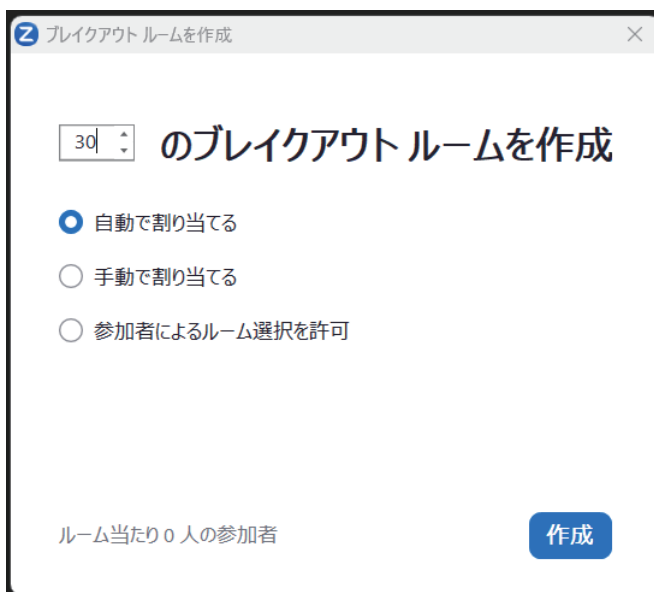 Z ブレイクアウト ルームを作成
30 のブレイクアウト ルームを作成
自動で割り当てる
手動で割り当てる
参加者によるルーム選択を許可
ルーム当たり 0 人の参加者 作成